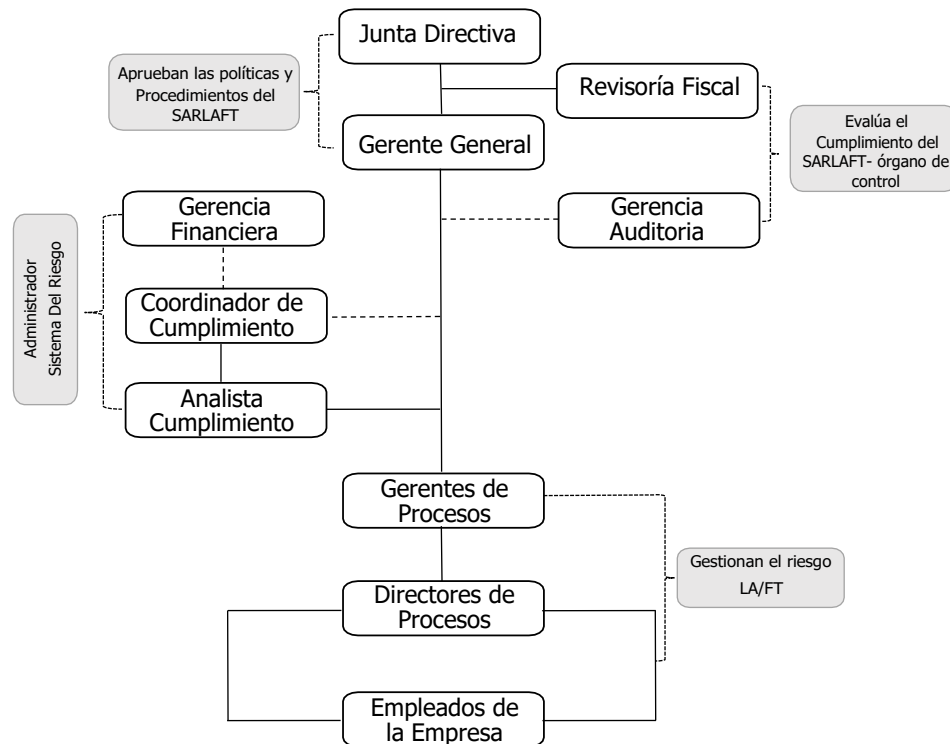 Junta Directiva
Aprueban las políticas y
Procedimientos del
SARLAFT
Revisoría Fiscal
Gerente General
Evalúa el
Cumplimiento del
SARLAFT- órgano de
control
Gerencia
Financiera
Gerencia
Auditoria
Administrador
Sistema Del Riesgo
Coordinador de
Cumplimiento
Analista
Cumplimiento
Gerentes de
Procesos
Gestionan el riesgo
LA/FT
Directores de
Procesos
Empleados de
la Empresa